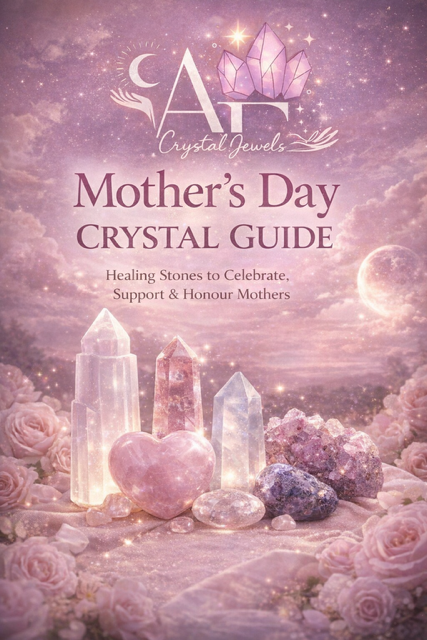 AF
Crystal Jewels
Mother's Day
CRYSTAL GUIDE
Healing Stones to Celebrate,
Support & Honour Mothers